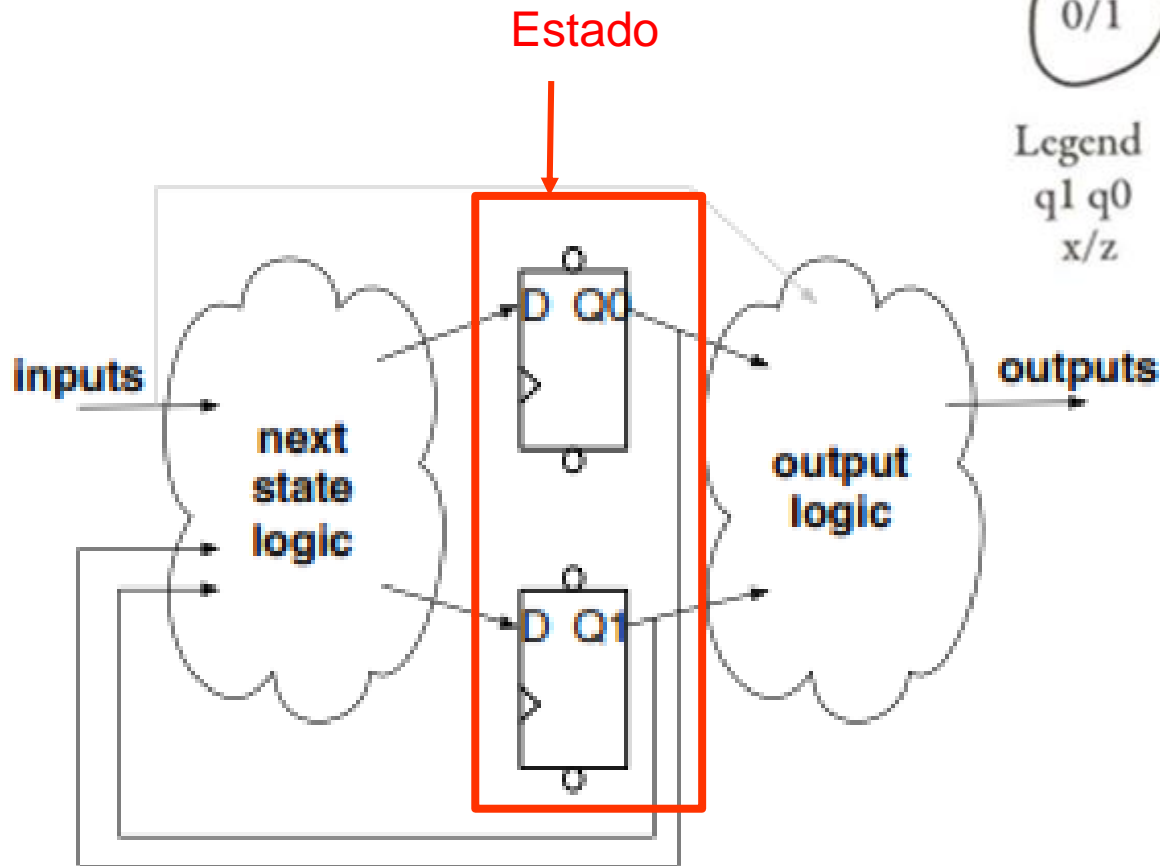 Estado
0/1
Legend
q1 q0
x/z
inputs
next
state
logic
D Q0
D Q1
output
logic
outputs